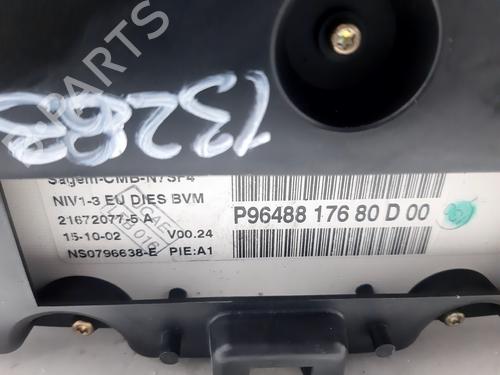 B-PARTS
13268
Sagem-CMB-N7SF4
NIV1-3 EU DIES BVM
21672077-5 A
15-10-02 V00.24
NS0796638-E PIE:A1
P96488 176 80 D 00